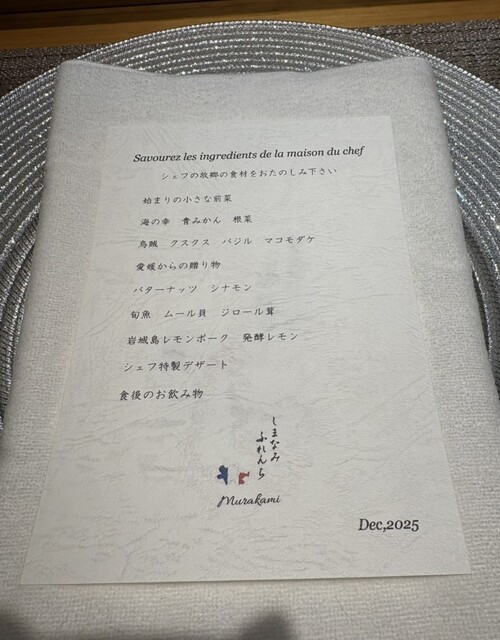 Savourez les ingredients de la maison du chef
シェフの故郷の食材をおたのしみ下さい
始まりの小さな前菜
海の幸　青みかん　根菜
烏賊　クスクス　バジル　マコモダケ
愛媛からの贈り物
バターナッツ　シナモン
旬魚　ムール貝　ジロール茸
岩城島レモンポーク　発酵レモン
シェフ特製デザート
食後のお飲み物
しまなみ
ふれんち
Murakami
Dec,2025